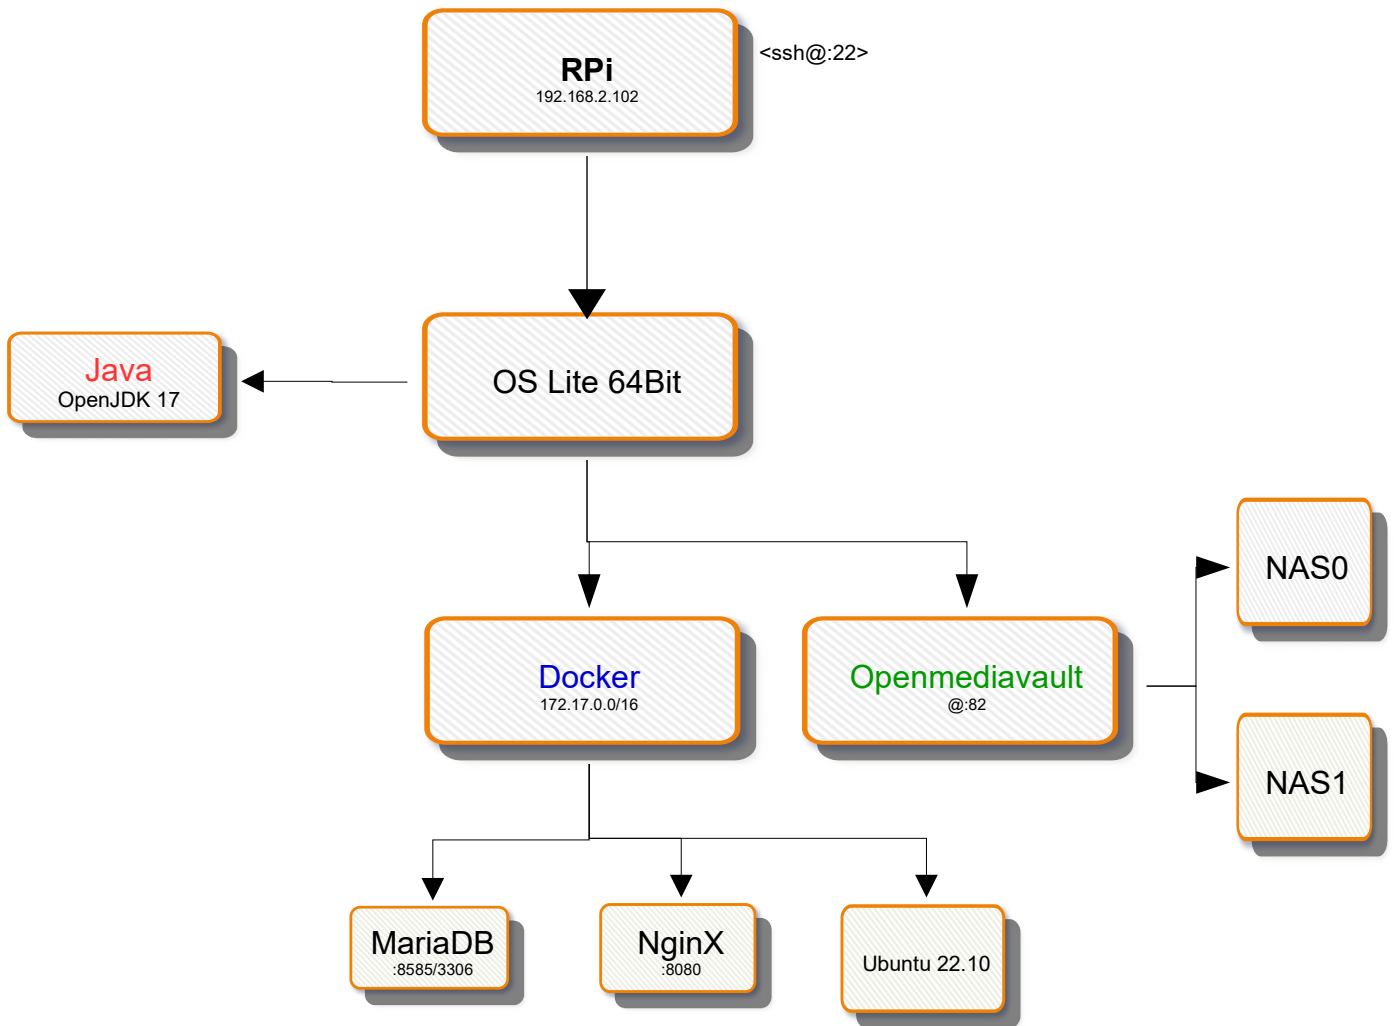 RPi
192.168.2.102
<ssh@:22>
Java
OpenJDK 17
OS Lite 64Bit
NAS0
Docker
172.17.0.0/16
Openmediavault
@:82
NAS1
MariaDB
:8585/3306
NginX
:8080
Ubuntu 22.10